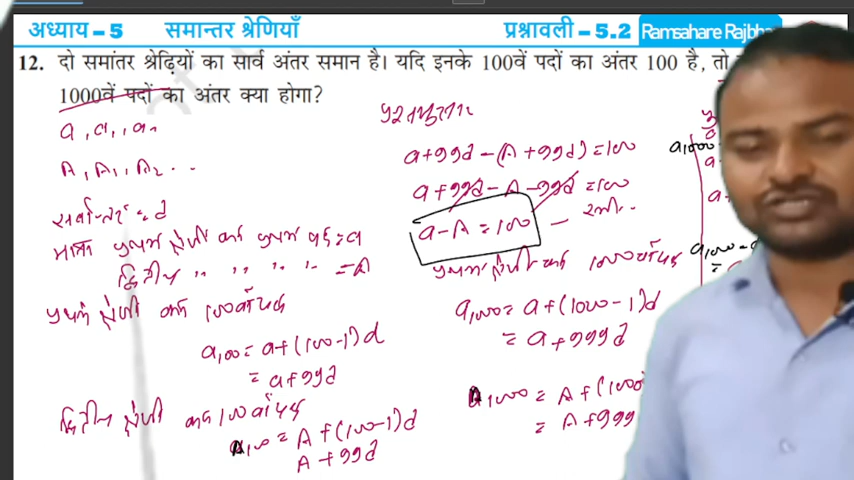 अध्याय - 5 समान्तर श्रेणियाँ प्रश्नावली - 5.2 Ramsahare Rajbha
12. दो समांतर श्रेढ़ियों का सार्व अंतर समान है। यदि इनके 100वें पदों का अंतर 100 है, तो
1000वें पदों का अंतर क्या होगा?
a, a₁, a₂
A, A₁, A₂ ...
सार्वान्तर = d
माना प्रथम श्रेणी का प्रथम पद = a
द्वितीय " " " " = A
प्रथम श्रेणी का 100वाँ पद
a₁₀₀ = a + (100-1)d
= a + 99d
द्वितीय श्रेणी का 100वाँ पद
A₁₀₀ = A + (100-1)d
A + 99d
प्रश्नानुसार
a + 99d - (A + 99d) = 100
a + 99d - A - 99d = 100
a - A = 100
प्रथम श्रेणी का 1000वाँ पद
a₁₀₀₀ = a + (1000-1)d
= a + 999d
A₁₀₀₀ = A + (1000
= A + 999
a₁₀₀₀